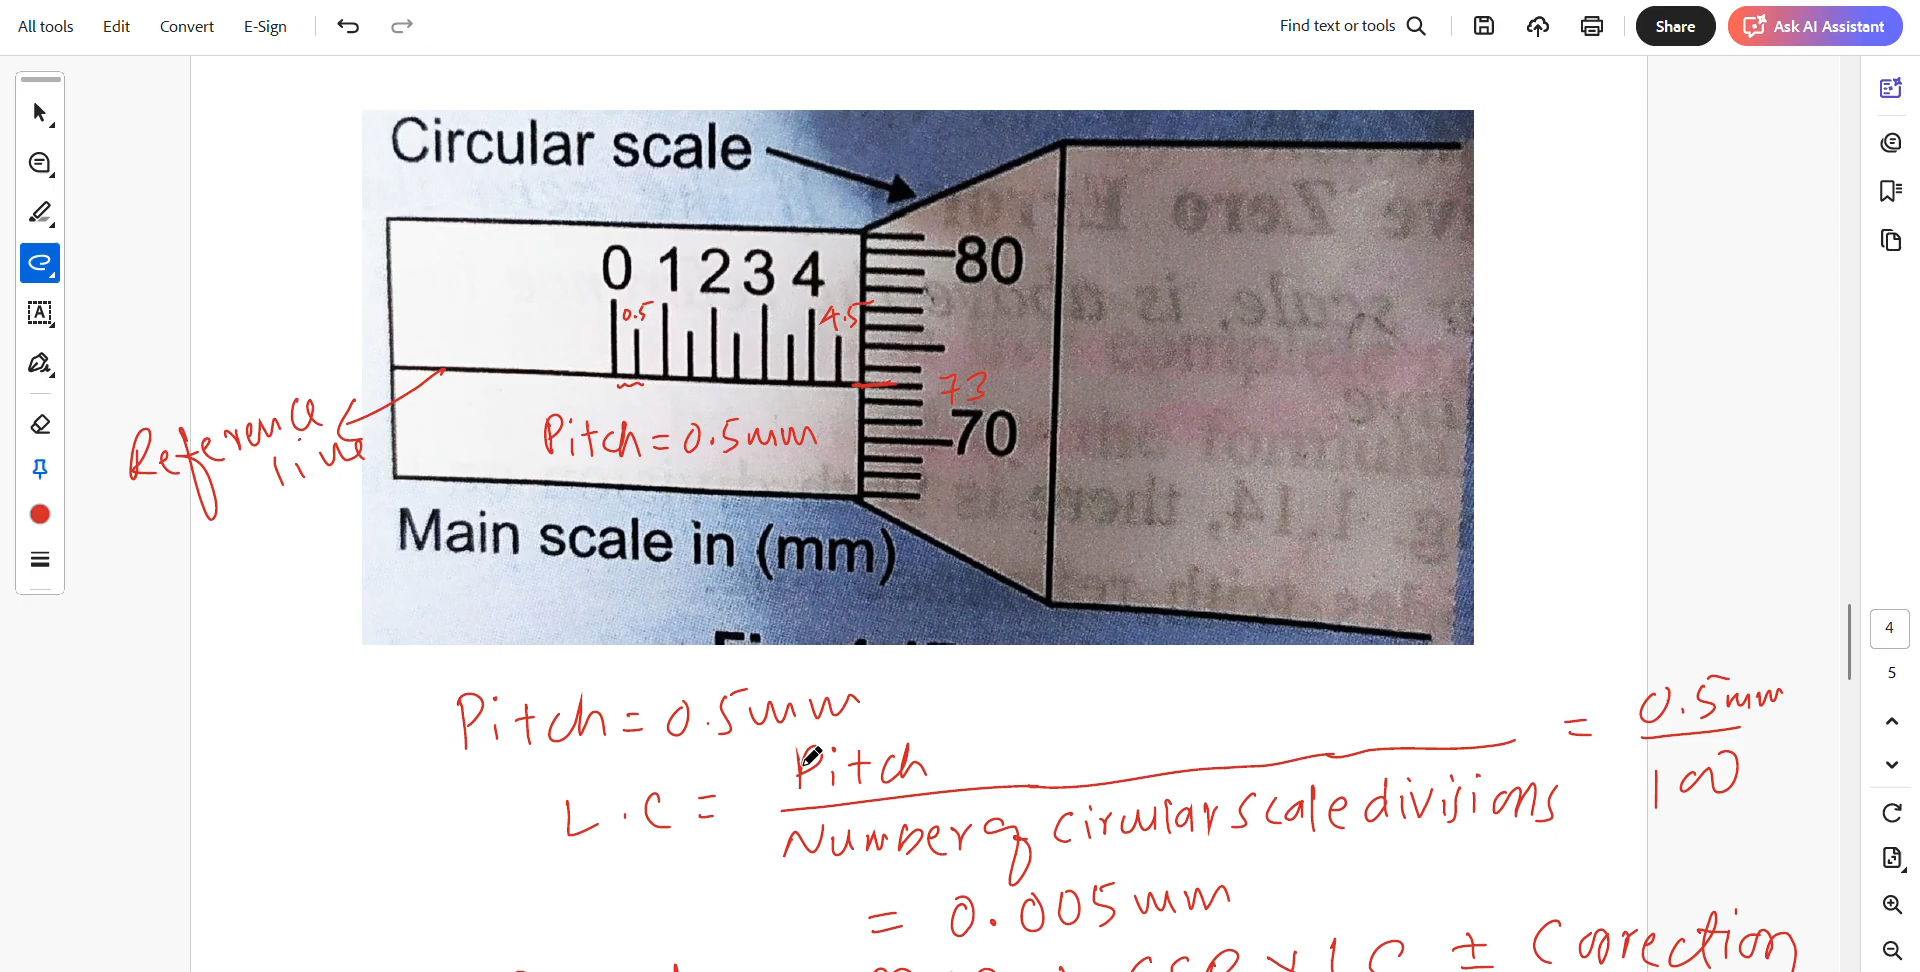 All tools Edit Convert E-Sign Find text or tools Share Ask AI Assistant
Circular scale
80
0 1 2 3 4
0.5 4.5
73
70
Reference line
Pitch = 0.5mm
Main scale in (mm)
4
5
Pitch = 0.5mm
L.C = Pitch / Number of circular scale divisions = 0.5mm / 100
= 0.005mm
± Correction